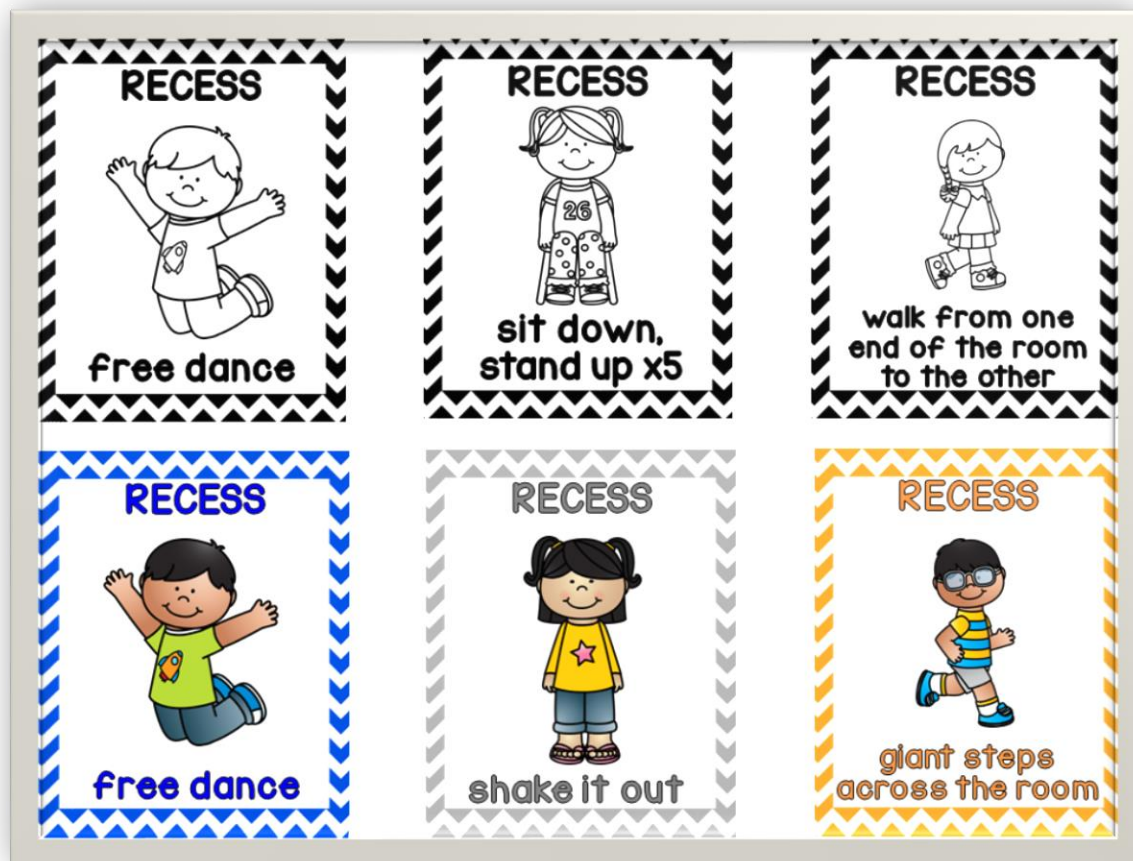 RECESS
free dance
RECESS
26
sit down,
stand up x5
RECESS
walk from one
end of the room
to the other
RECESS
free dance
RECESS
shake it out
RECESS
giant steps
across the room